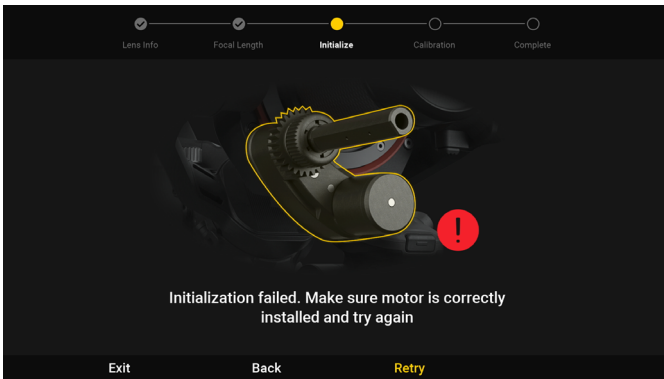 Lens Info
Focal Length
Initialize
Calibration
Complete
Initialization failed. Make sure motor is correctly
installed and try again
Exit
Back
Retry